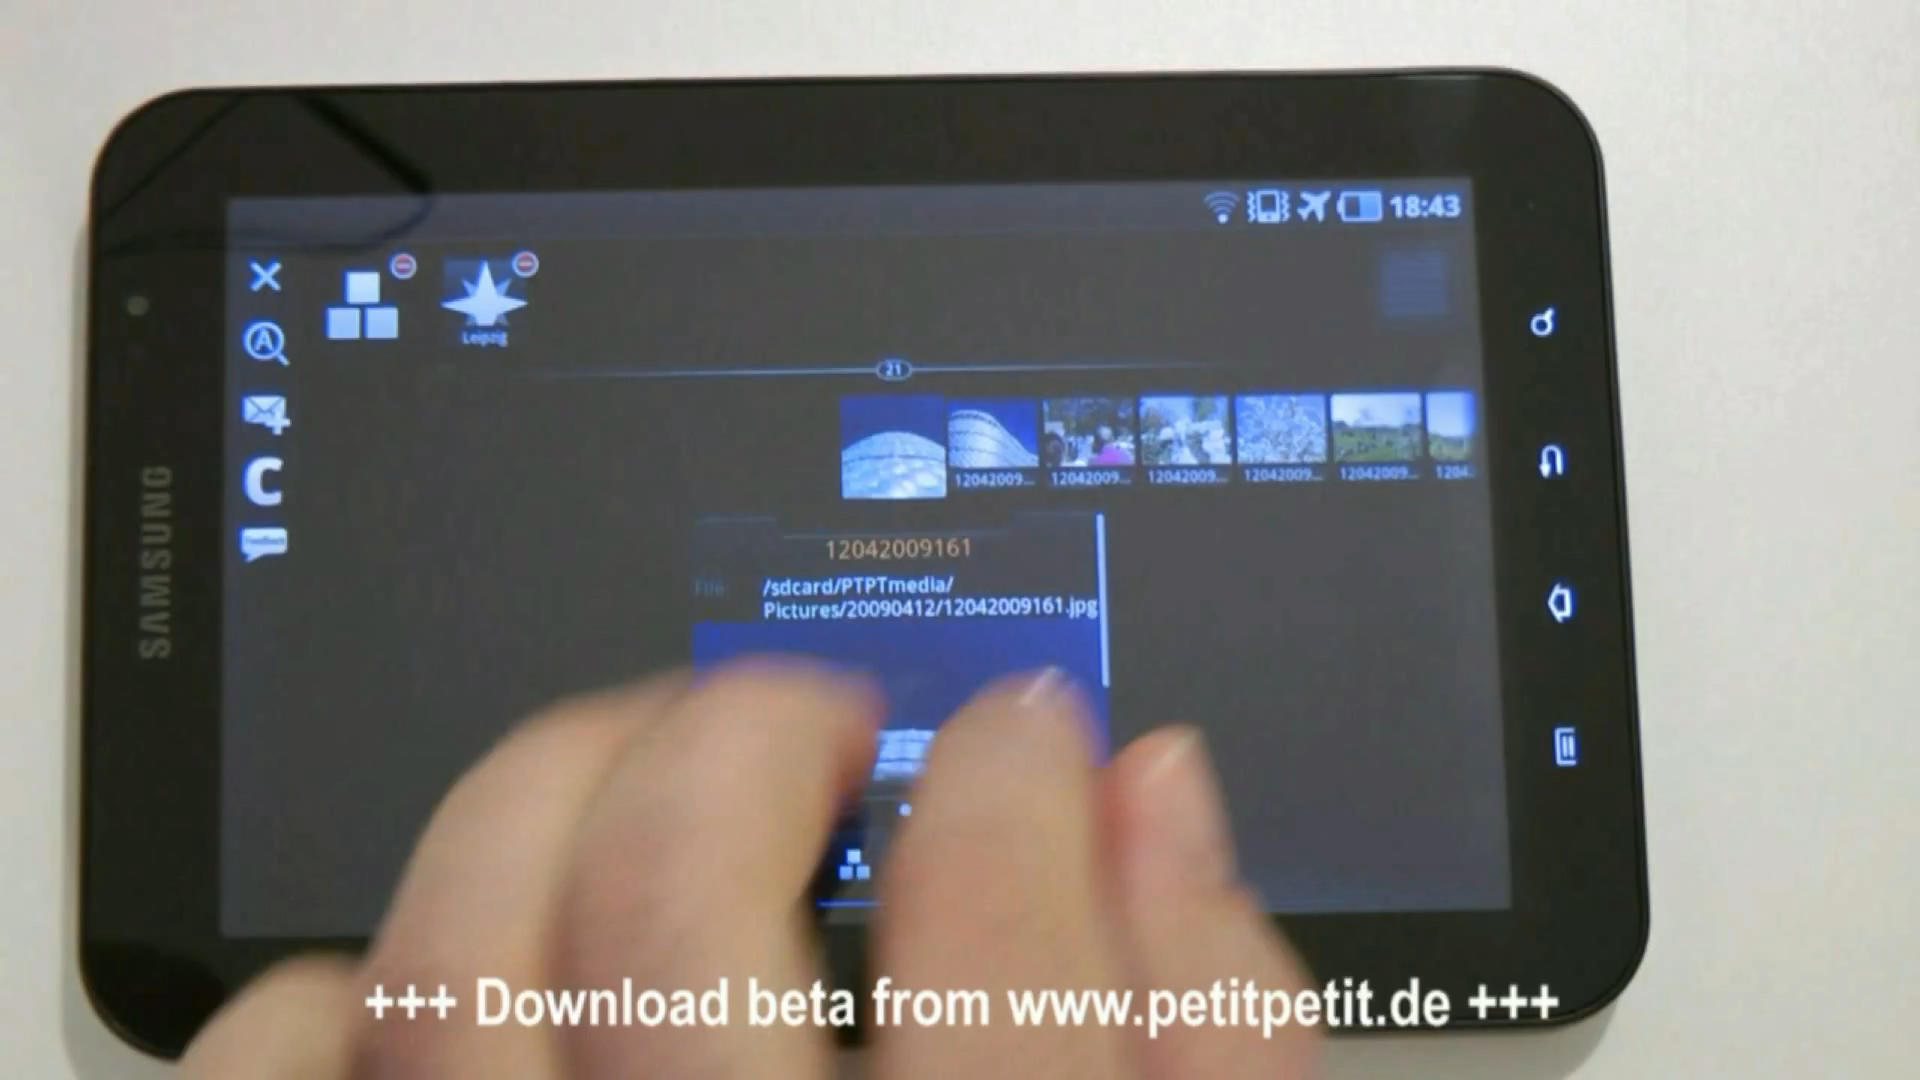 18:43
Leipzig
21
12042009...
12042009...
12042009...
12042009...
12042009...
1204
12042009161
File: /sdcard/PTPTmedia/
Pictures/20090412/12042009161.jpg
C
Feedback
SAMSUNG
+++ Download beta from www.petitpetit.de +++